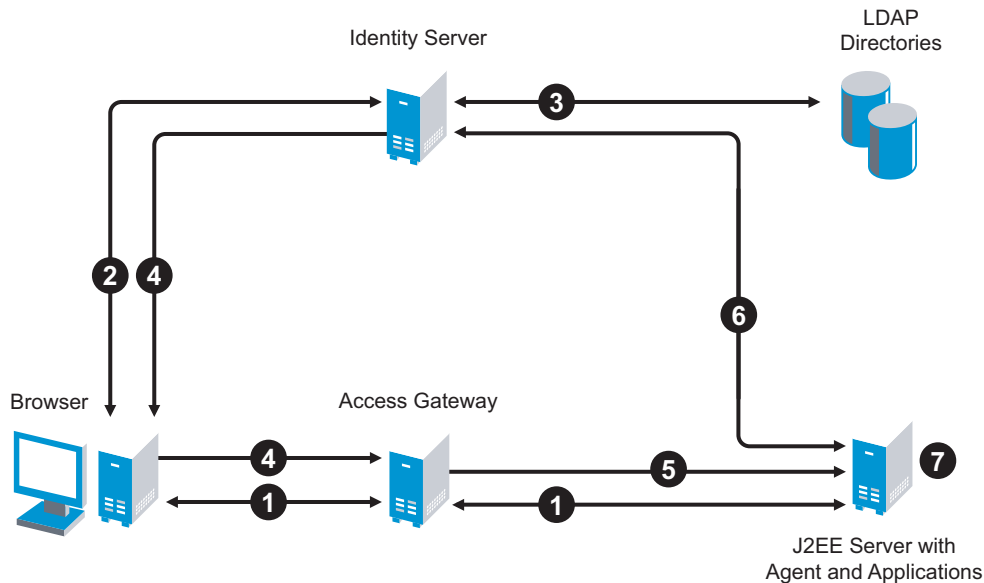 LDAP
Directories
Identity Server
3
2
4
6
Browser
Access Gateway
4
5
7
1
1
J2EE Server with
Agent and Applications